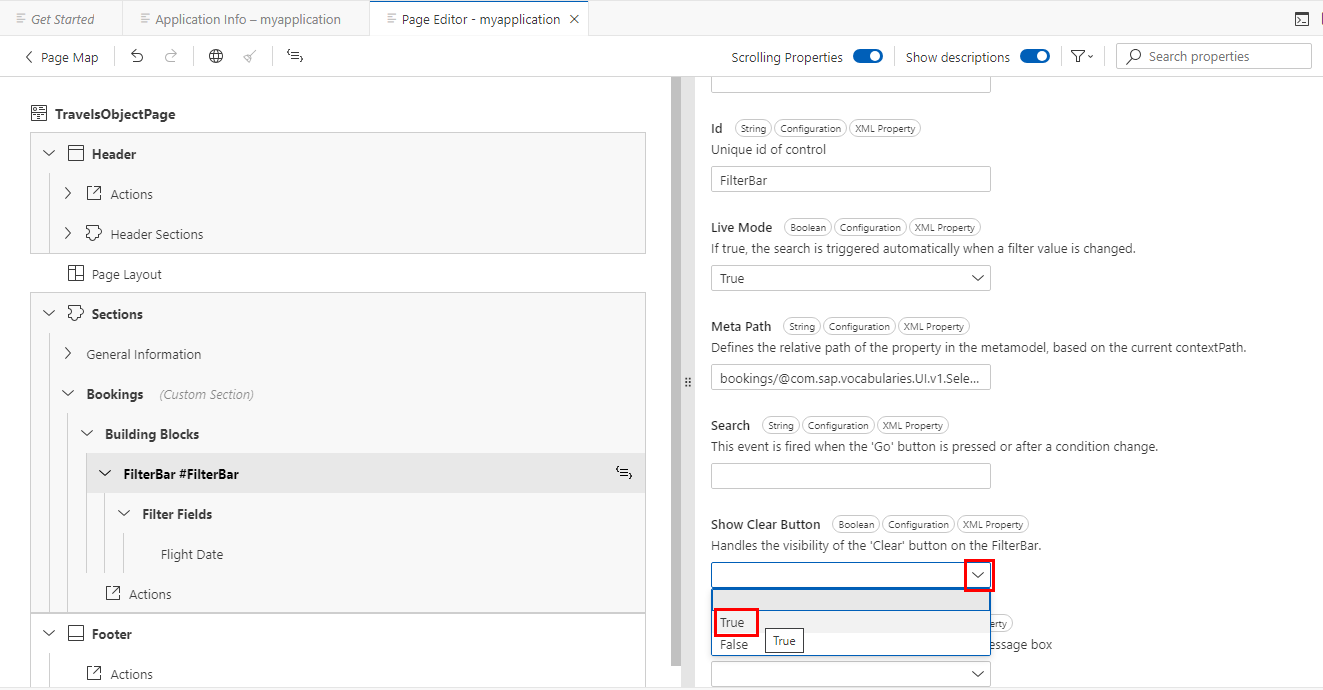 Get Started
Application Info – myapplication
Page Editor - myapplication
Page Map
Scrolling Properties
Show descriptions
Search properties
TravelsObjectPage
Header
Actions
Header Sections
Page Layout
Sections
General Information
Bookings (Custom Section)
Building Blocks
FilterBar #FilterBar
Filter Fields
Flight Date
Actions
Footer
Actions
Id String Configuration XML Property
Unique id of control
FilterBar
Live Mode Boolean Configuration XML Property
If true, the search is triggered automatically when a filter value is changed.
True
Meta Path String Configuration XML Property
Defines the relative path of the property in the metamodel, based on the current contextPath.
bookings/@com.sap.vocabularies.UI.v1.Sele...
Search String Configuration XML Property
This event is fired when the 'Go' button is pressed or after a condition change.
Show Clear Button Boolean Configuration XML Property
Handles the visibility of the 'Clear' button on the FilterBar.
True
False
True
erty
essage box